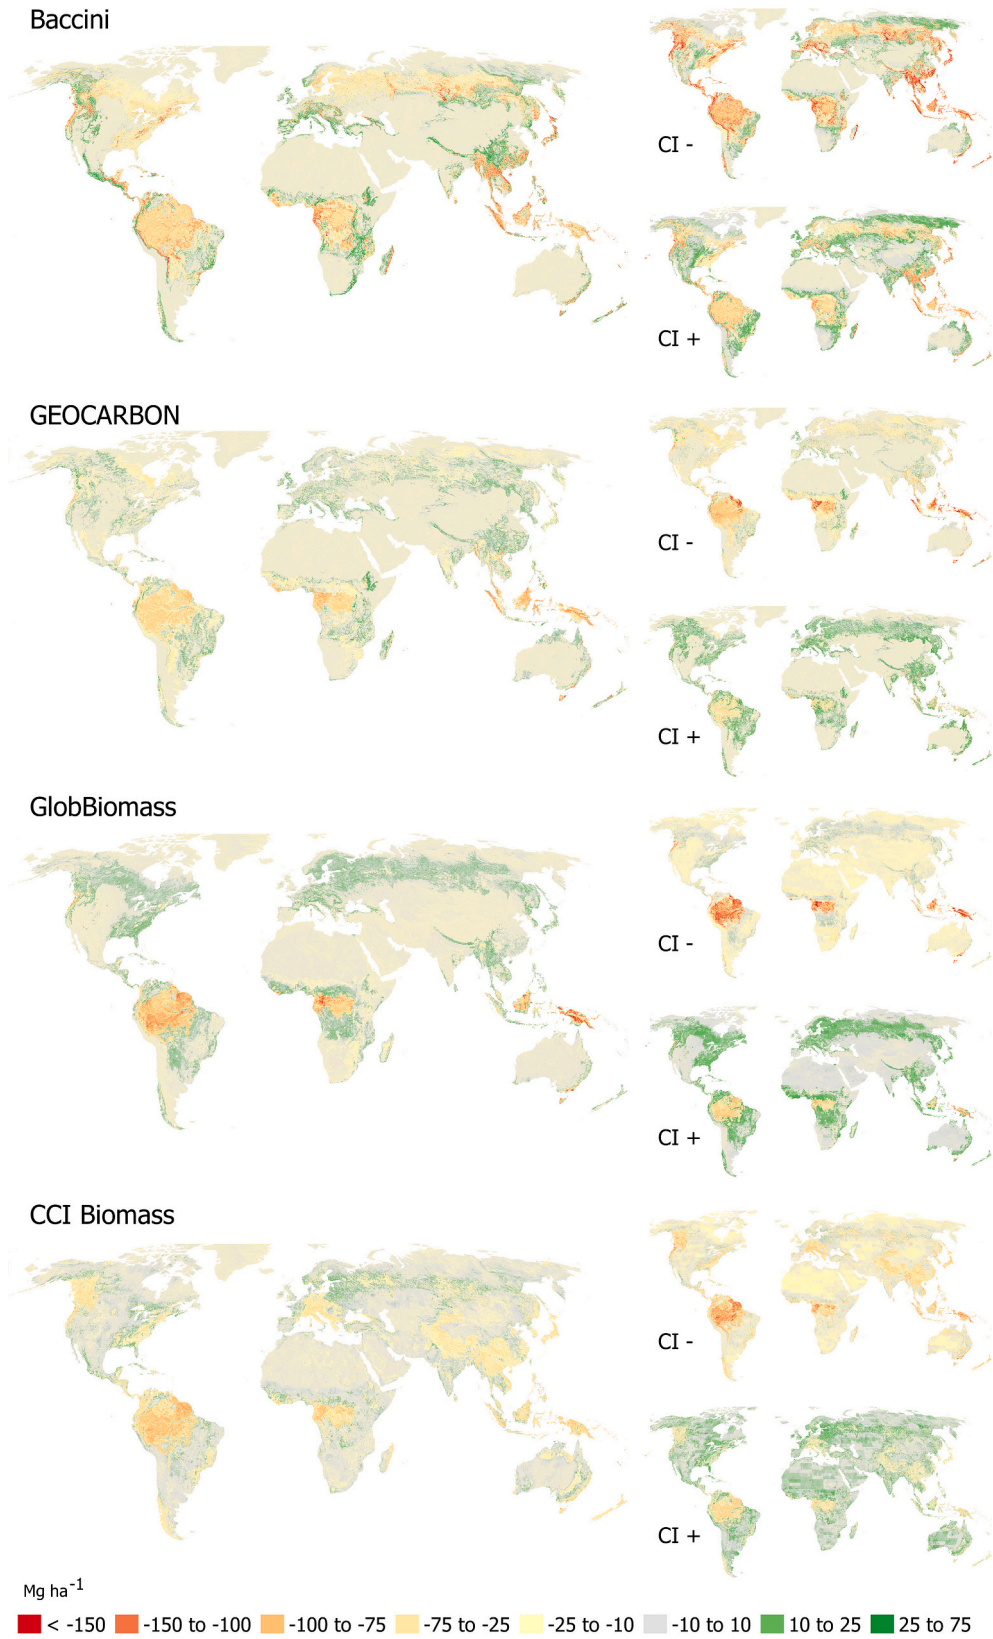 Baccini
CI -
CI +
GEOCARBON
CI -
CI +
GlobBiomass
CI -
CI +
CCI Biomass
CI -
CI +
Mg ha-1
< -150 -150 to -100 -100 to -75 -75 to -25 -25 to -10 -10 to 10 10 to 25 25 to 75